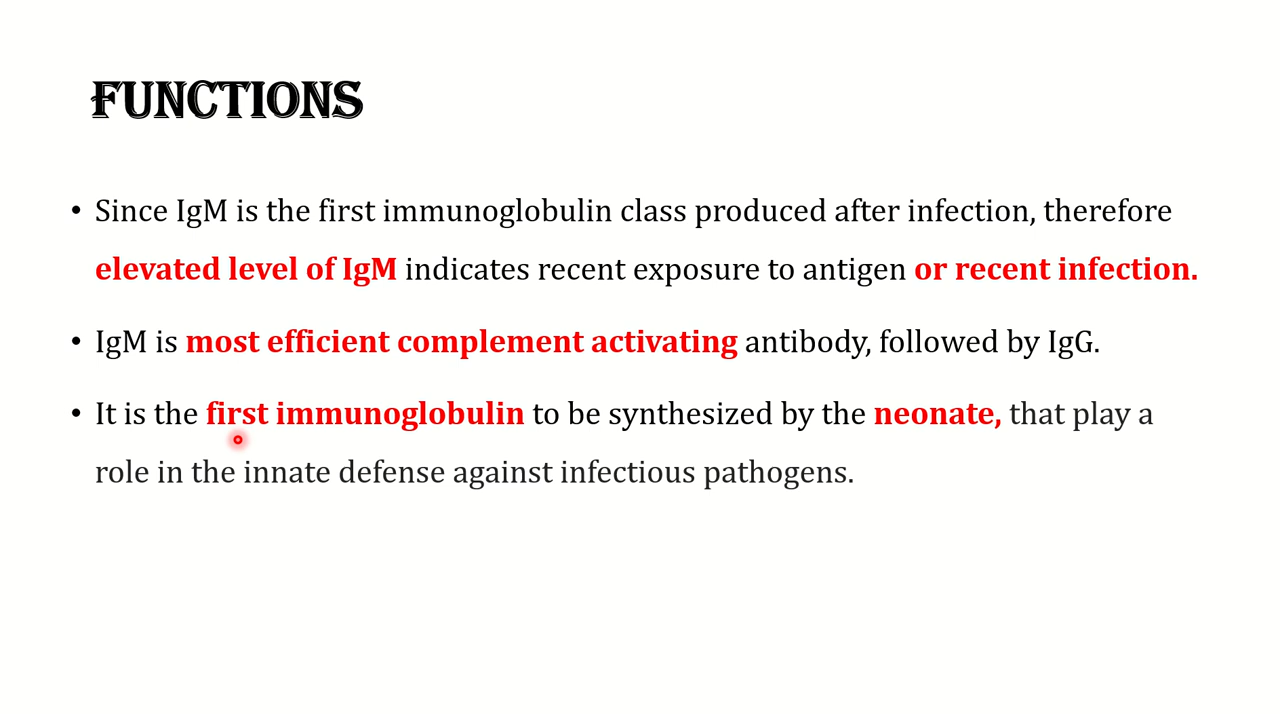 FUNCTIONS
• Since IgM is the first immunoglobulin class produced after infection, therefore
elevated level of IgM indicates recent exposure to antigen or recent infection.
• IgM is most efficient complement activating antibody, followed by IgG.
• It is the first immunoglobulin to be synthesized by the neonate, that play a
role in the innate defense against infectious pathogens.